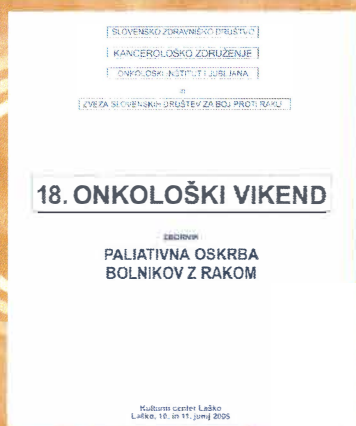 SLOVENSKO ZDRAVNIŠKO DRUŠTVO
KANCEROLOŠKO ZDRUŽENJE
ONKOLOŠKI INŠTITUT LJUBLJANA
in
ZVEZA SLOVENSKIH DRUŠTEV ZA BOJ PROTI RAKU
18. ONKOLOŠKI VIKEND
ZBORNIK
PALIATIVNA OSKRBA
BOLNIKOV Z RAKOM
Kulturni center Laško
Laško, 10. in 11. junij 2005